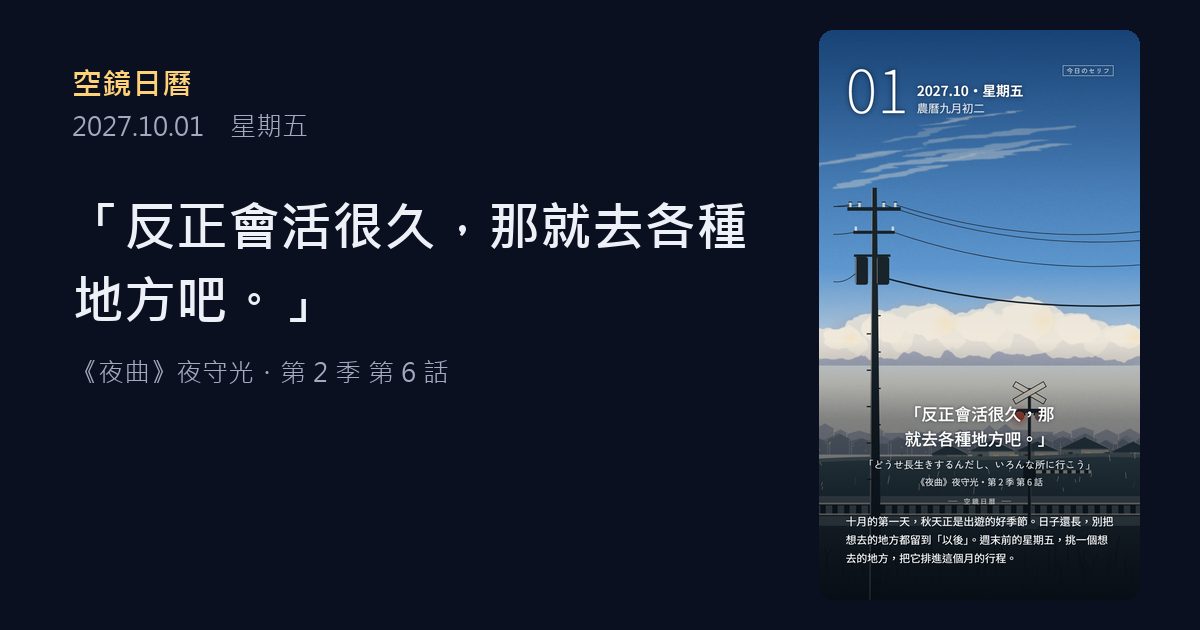 空鏡日曆
2027.10.01　星期五
「反正會活很久，那就去各種
地方吧。」
《夜曲》夜守光・第 2 季 第 6 話
01
2027.10・星期五
農曆九月初二
今日のセリフ
「反正會活很久，那
就去各種地方吧。」
「どうせ長生きするんだし、いろんな所に行こう」
《夜曲》夜守光・第 2 季 第 6 話
空鏡日曆
十月的第一天，秋天正是出遊的好季節。日子還長，別把
想去的地方都留到「以後」。週末前的星期五，挑一個想
去的地方，把它排進這個月的行程。